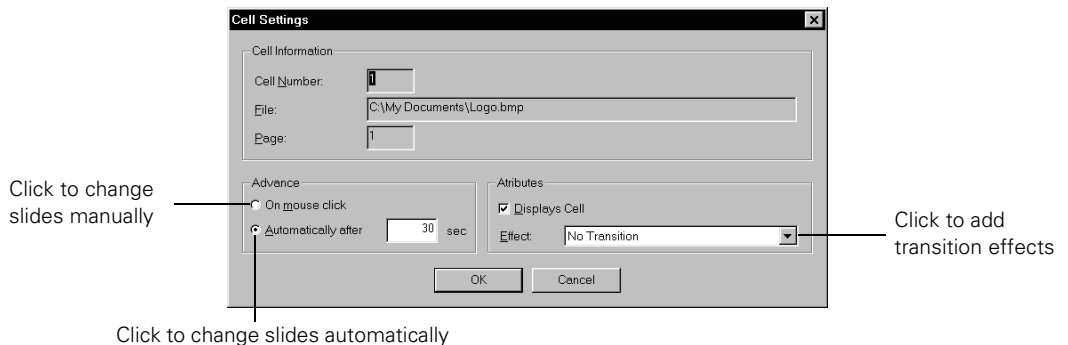 Cell Settings
Cell Information
Cell Number: 1
File: C:\My Documents\Logo.bmp
Page: 1
Click to change
slides manually
Advance
On mouse click
Automatically after 30 sec
Atributes
Displays Cell
Effect: No Transition
Click to add
transition effects
OK Cancel
Click to change slides automatically